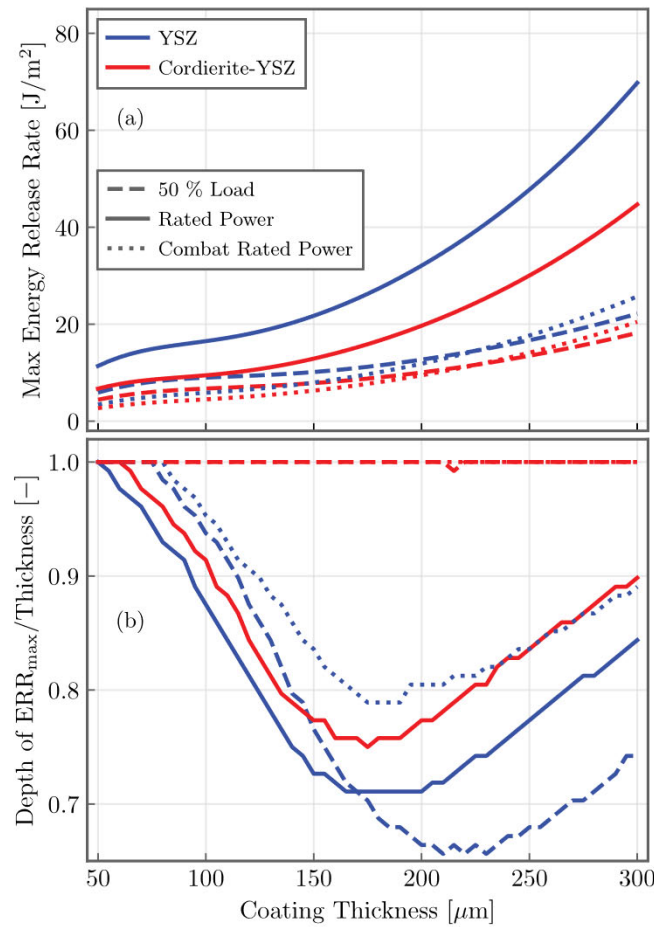 80
YSZ
Cordierite-YSZ
60
(a)
50 % Load
Rated Power
40
Combat Rated Power
20
0
Max Energy Release Rate [J/m²]
1.0
0.9
(b)
0.8
0.7
Depth of ERRmax/Thickness [−]
50 100 150 200 250 300
Coating Thickness [μm]